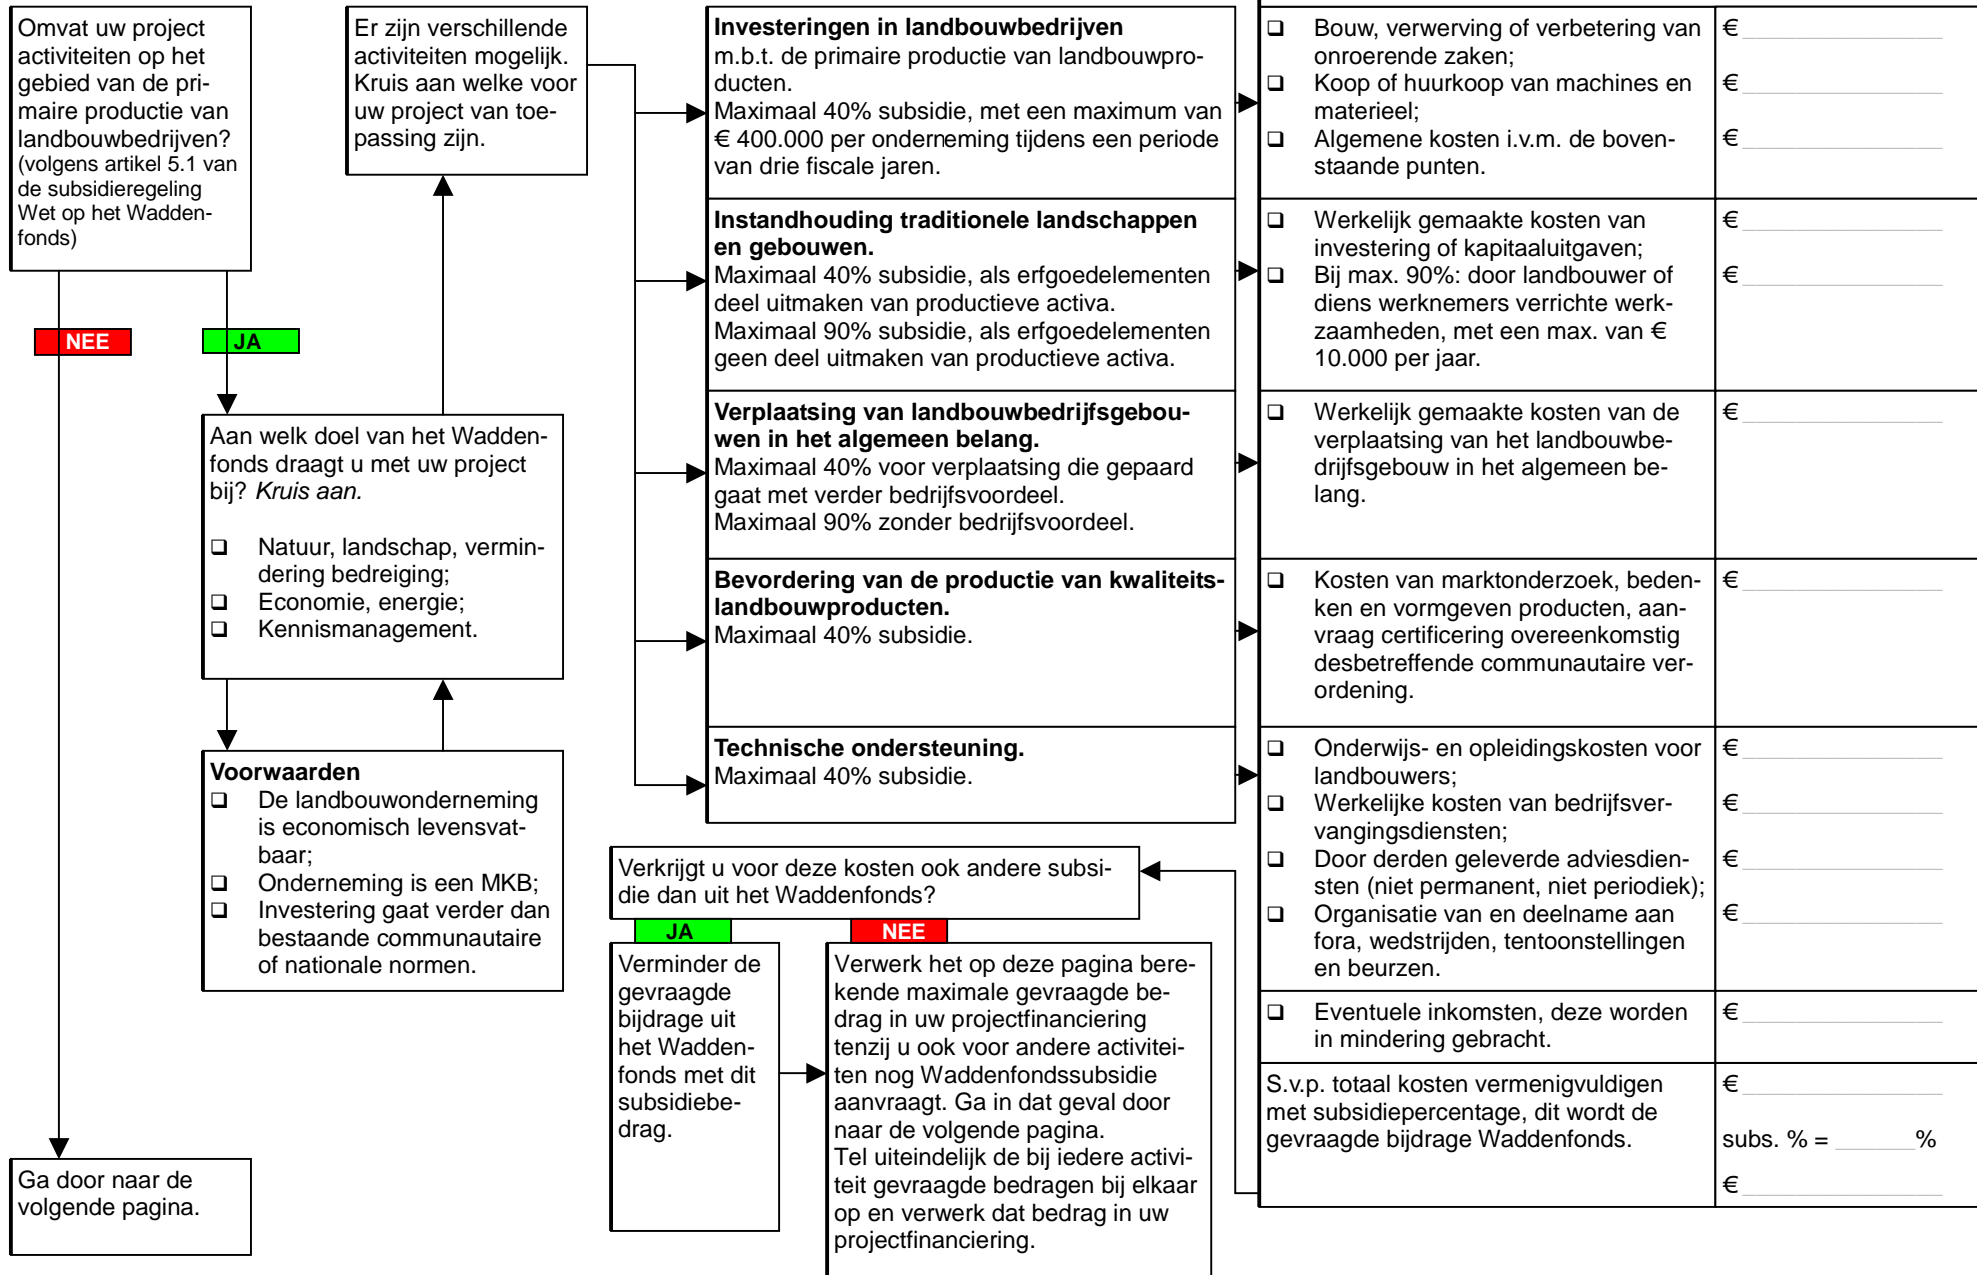 Omvat uw project
activiteiten op het
gebied van de pri-
maire productie van
landbouwbedrijven?
(volgens artikel 5.1 van
de subsidieregeling
Wet op het Wadden-
fonds)
NEE
JA
Ga door naar de
volgende pagina.
Aan welk doel van het Wadden-
fonds draagt u met uw project
bij? Kruis aan.
❑ Natuur, landschap, vermin-
dering bedreiging;
❑ Economie, energie;
❑ Kennismanagement.
Voorwaarden
❑ De landbouwonderneming
is economisch levensvat-
baar;
❑ Onderneming is een MKB;
❑ Investering gaat verder dan
bestaande communautaire
of nationale normen.
Er zijn verschillende
activiteiten mogelijk.
Kruis aan welke voor
uw project van toe-
passing zijn.
Investeringen in landbouwbedrijven
m.b.t. de primaire productie van landbouwpro-
ducten.
Maximaal 40% subsidie, met een maximum van
€ 400.000 per onderneming tijdens een periode
van drie fiscale jaren.
❑ Bouw, verwerving of verbetering van € ________________
onroerende zaken;
❑ Koop of huurkoop van machines en € ________________
materieel;
❑ Algemene kosten i.v.m. de boven- € ________________
staande punten.
Instandhouding traditionele landschappen
en gebouwen.
Maximaal 40% subsidie, als erfgoedelementen
deel uitmaken van productieve activa.
Maximaal 90% subsidie, als erfgoedelementen
geen deel uitmaken van productieve activa.
❑ Werkelijk gemaakte kosten van € ________________
investering of kapitaaluitgaven;
❑ Bij max. 90%: door landbouwer of € ________________
diens werknemers verrichte werk-
zaamheden, met een max. van €
10.000 per jaar.
Verplaatsing van landbouwbedrijfsgebou-
wen in het algemeen belang.
Maximaal 40% voor verplaatsing die gepaard
gaat met verder bedrijfsvoordeel.
Maximaal 90% zonder bedrijfsvoordeel.
❑ Werkelijk gemaakte kosten van de € ________________
verplaatsing van het landbouwbe-
drijfsgebouw in het algemeen be-
lang.
Bevordering van de productie van kwaliteits-
landbouwproducten.
Maximaal 40% subsidie.
❑ Kosten van marktonderzoek, beden- € ________________
ken en vormgeven producten, aan-
vraag certificering overeenkomstig
desbetreffende communautaire ver-
ordening.
Technische ondersteuning.
Maximaal 40% subsidie.
❑ Onderwijs- en opleidingskosten voor € ________________
landbouwers;
❑ Werkelijke kosten van bedrijfsver- € ________________
vangingsdiensten;
❑ Door derden geleverde adviesdien- € ________________
sten (niet permanent, niet periodiek);
❑ Organisatie van en deelname aan € ________________
fora, wedstrijden, tentoonstellingen
en beurzen.
❑ Eventuele inkomsten, deze worden € ________________
in mindering gebracht.
S.v.p. totaal kosten vermenigvuldigen € ________________
met subsidiepercentage, dit wordt de
gevraagde bijdrage Waddenfonds. subs. % = ______%
€ ________________
Verkrijgt u voor deze kosten ook andere subsi-
die dan uit het Waddenfonds?
JA
Verminder de
gevraagde
bijdrage uit
het Wadden-
fonds met dit
subsidiebe-
drag.
NEE
Verwerk het op deze pagina bere-
kende maximale gevraagde be-
drag in uw projectfinanciering
tenzij u ook voor andere activitei-
ten nog Waddenfondssubsidie
aanvraagt. Ga in dat geval door
naar de volgende pagina.
Tel uiteindelijk de bij iedere activi-
teit gevraagde bedragen bij elkaar
op en verwerk dat bedrag in uw
projectfinanciering.